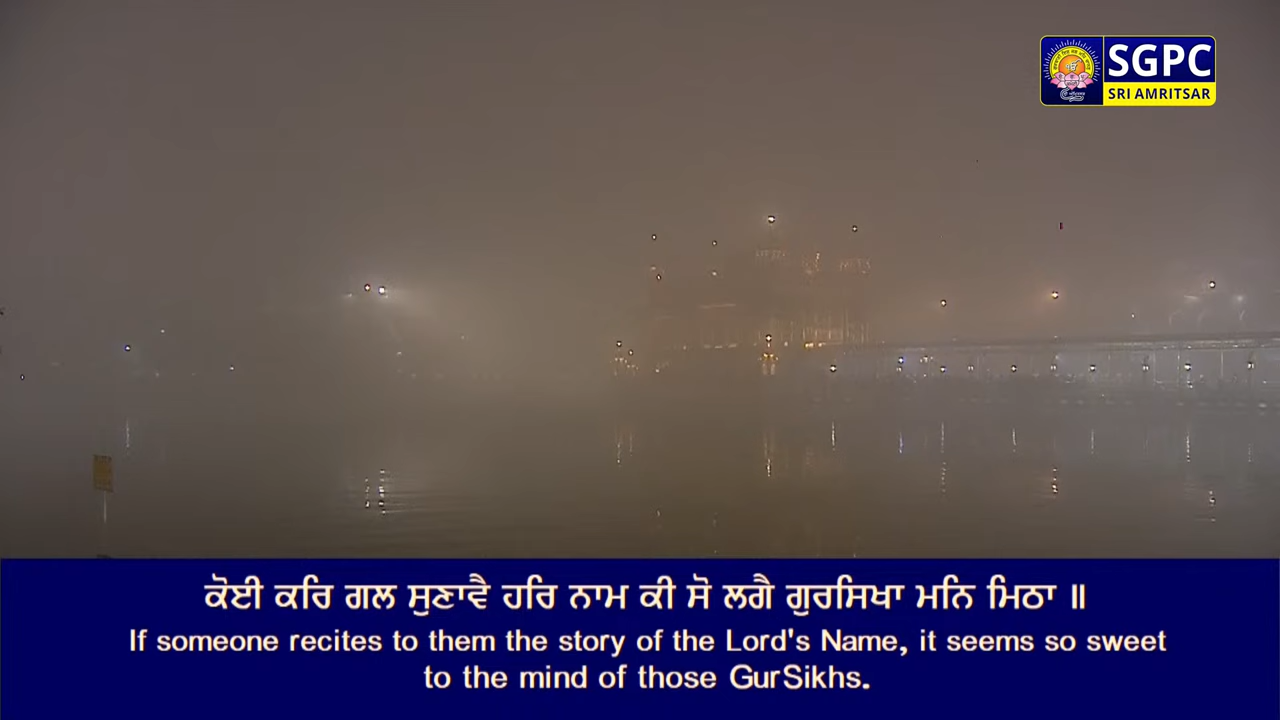 SGPC
SRI AMRITSAR
ਕੋਈ ਕਰਿ ਗਲ ਸੁਣਾਵੈ ਹਰਿ ਨਾਮ ਕੀ ਸੋ ਲਗੈ ਗੁਰਸਿਖਾ ਮਨਿ ਮਿਠਾ ॥
If someone recites to them the story of the Lord's Name, it seems so sweet
to the mind of those GurSikhs.